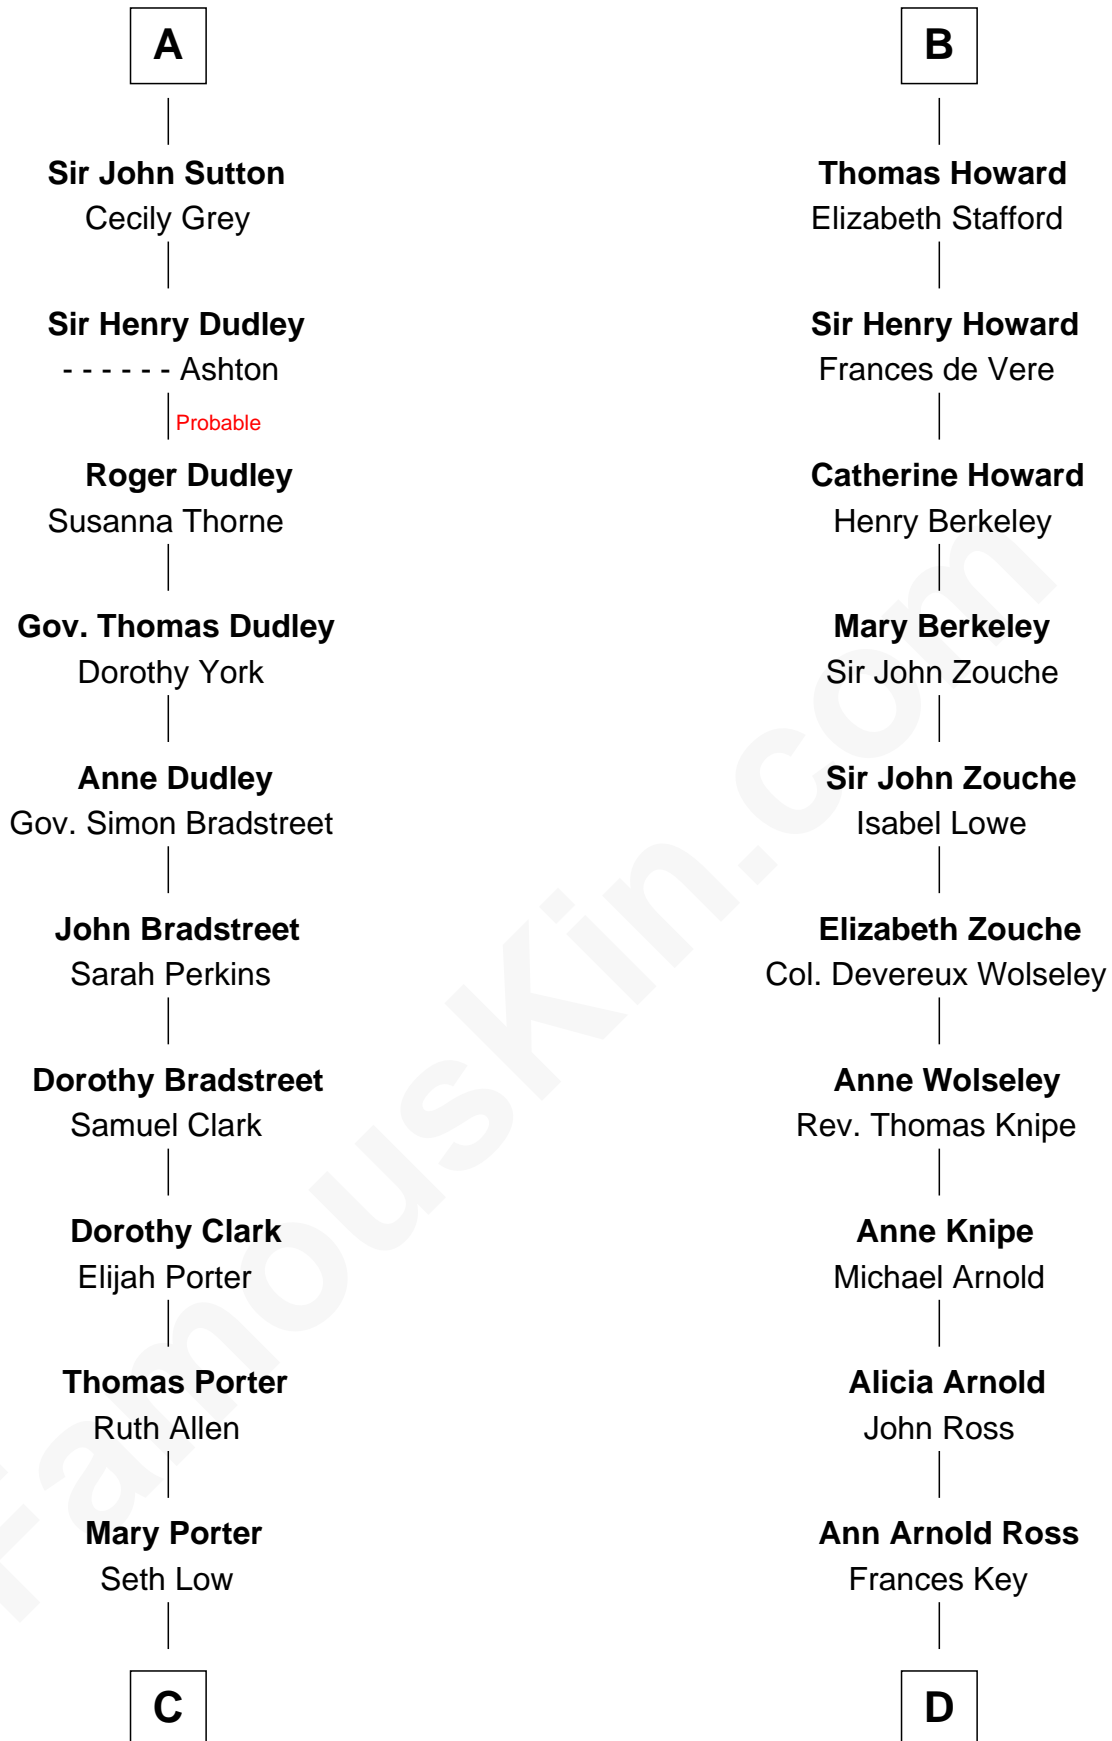 A
Sir John Sutton
Cecily Grey
Sir Henry Dudley
- - - - - - Ashton
Probable
Roger Dudley
Susanna Thorne
Gov. Thomas Dudley
Dorothy York
Anne Dudley
Gov. Simon Bradstreet
John Bradstreet
Sarah Perkins
Dorothy Bradstreet
Samuel Clark
Dorothy Clark
Elijah Porter
Thomas Porter
Ruth Allen
Mary Porter
Seth Low
C
B
Thomas Howard
Elizabeth Stafford
Sir Henry Howard
Frances de Vere
Catherine Howard
Henry Berkeley
Mary Berkeley
Sir John Zouche
Sir John Zouche
Isabel Lowe
Elizabeth Zouche
Col. Devereux Wolseley
Anne Wolseley
Rev. Thomas Knipe
Anne Knipe
Michael Arnold
Alicia Arnold
John Ross
Ann Arnold Ross
Frances Key
D
FamousKin.com